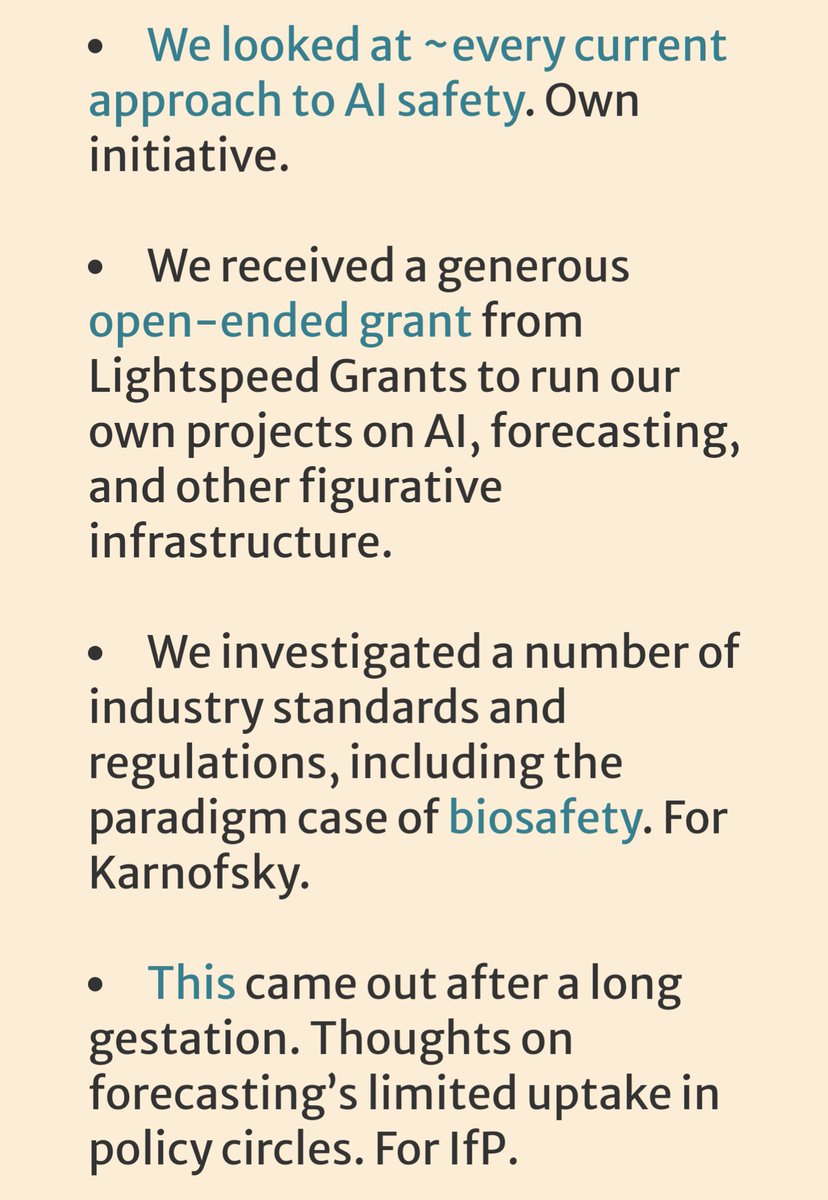 • We looked at ~every current
approach to AI safety. Own
initiative.
• We received a generous
open-ended grant from
Lightspeed Grants to run our
own projects on AI, forecasting,
and other figurative
infrastructure.
• We investigated a number of
industry standards and
regulations, including the
paradigm case of biosafety. For
Karnofsky.
• This came out after a long
gestation. Thoughts on
forecasting’s limited uptake in
policy circles. For IfP.